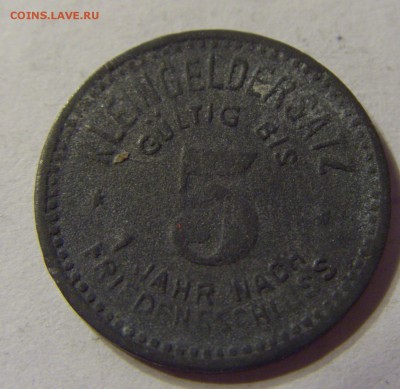 COINS.LAVE.RU
KLEINGELDERSATZ
GÜLTIG BIS
5
1 JAHR NACH
FRIEDENSSCHLUSS